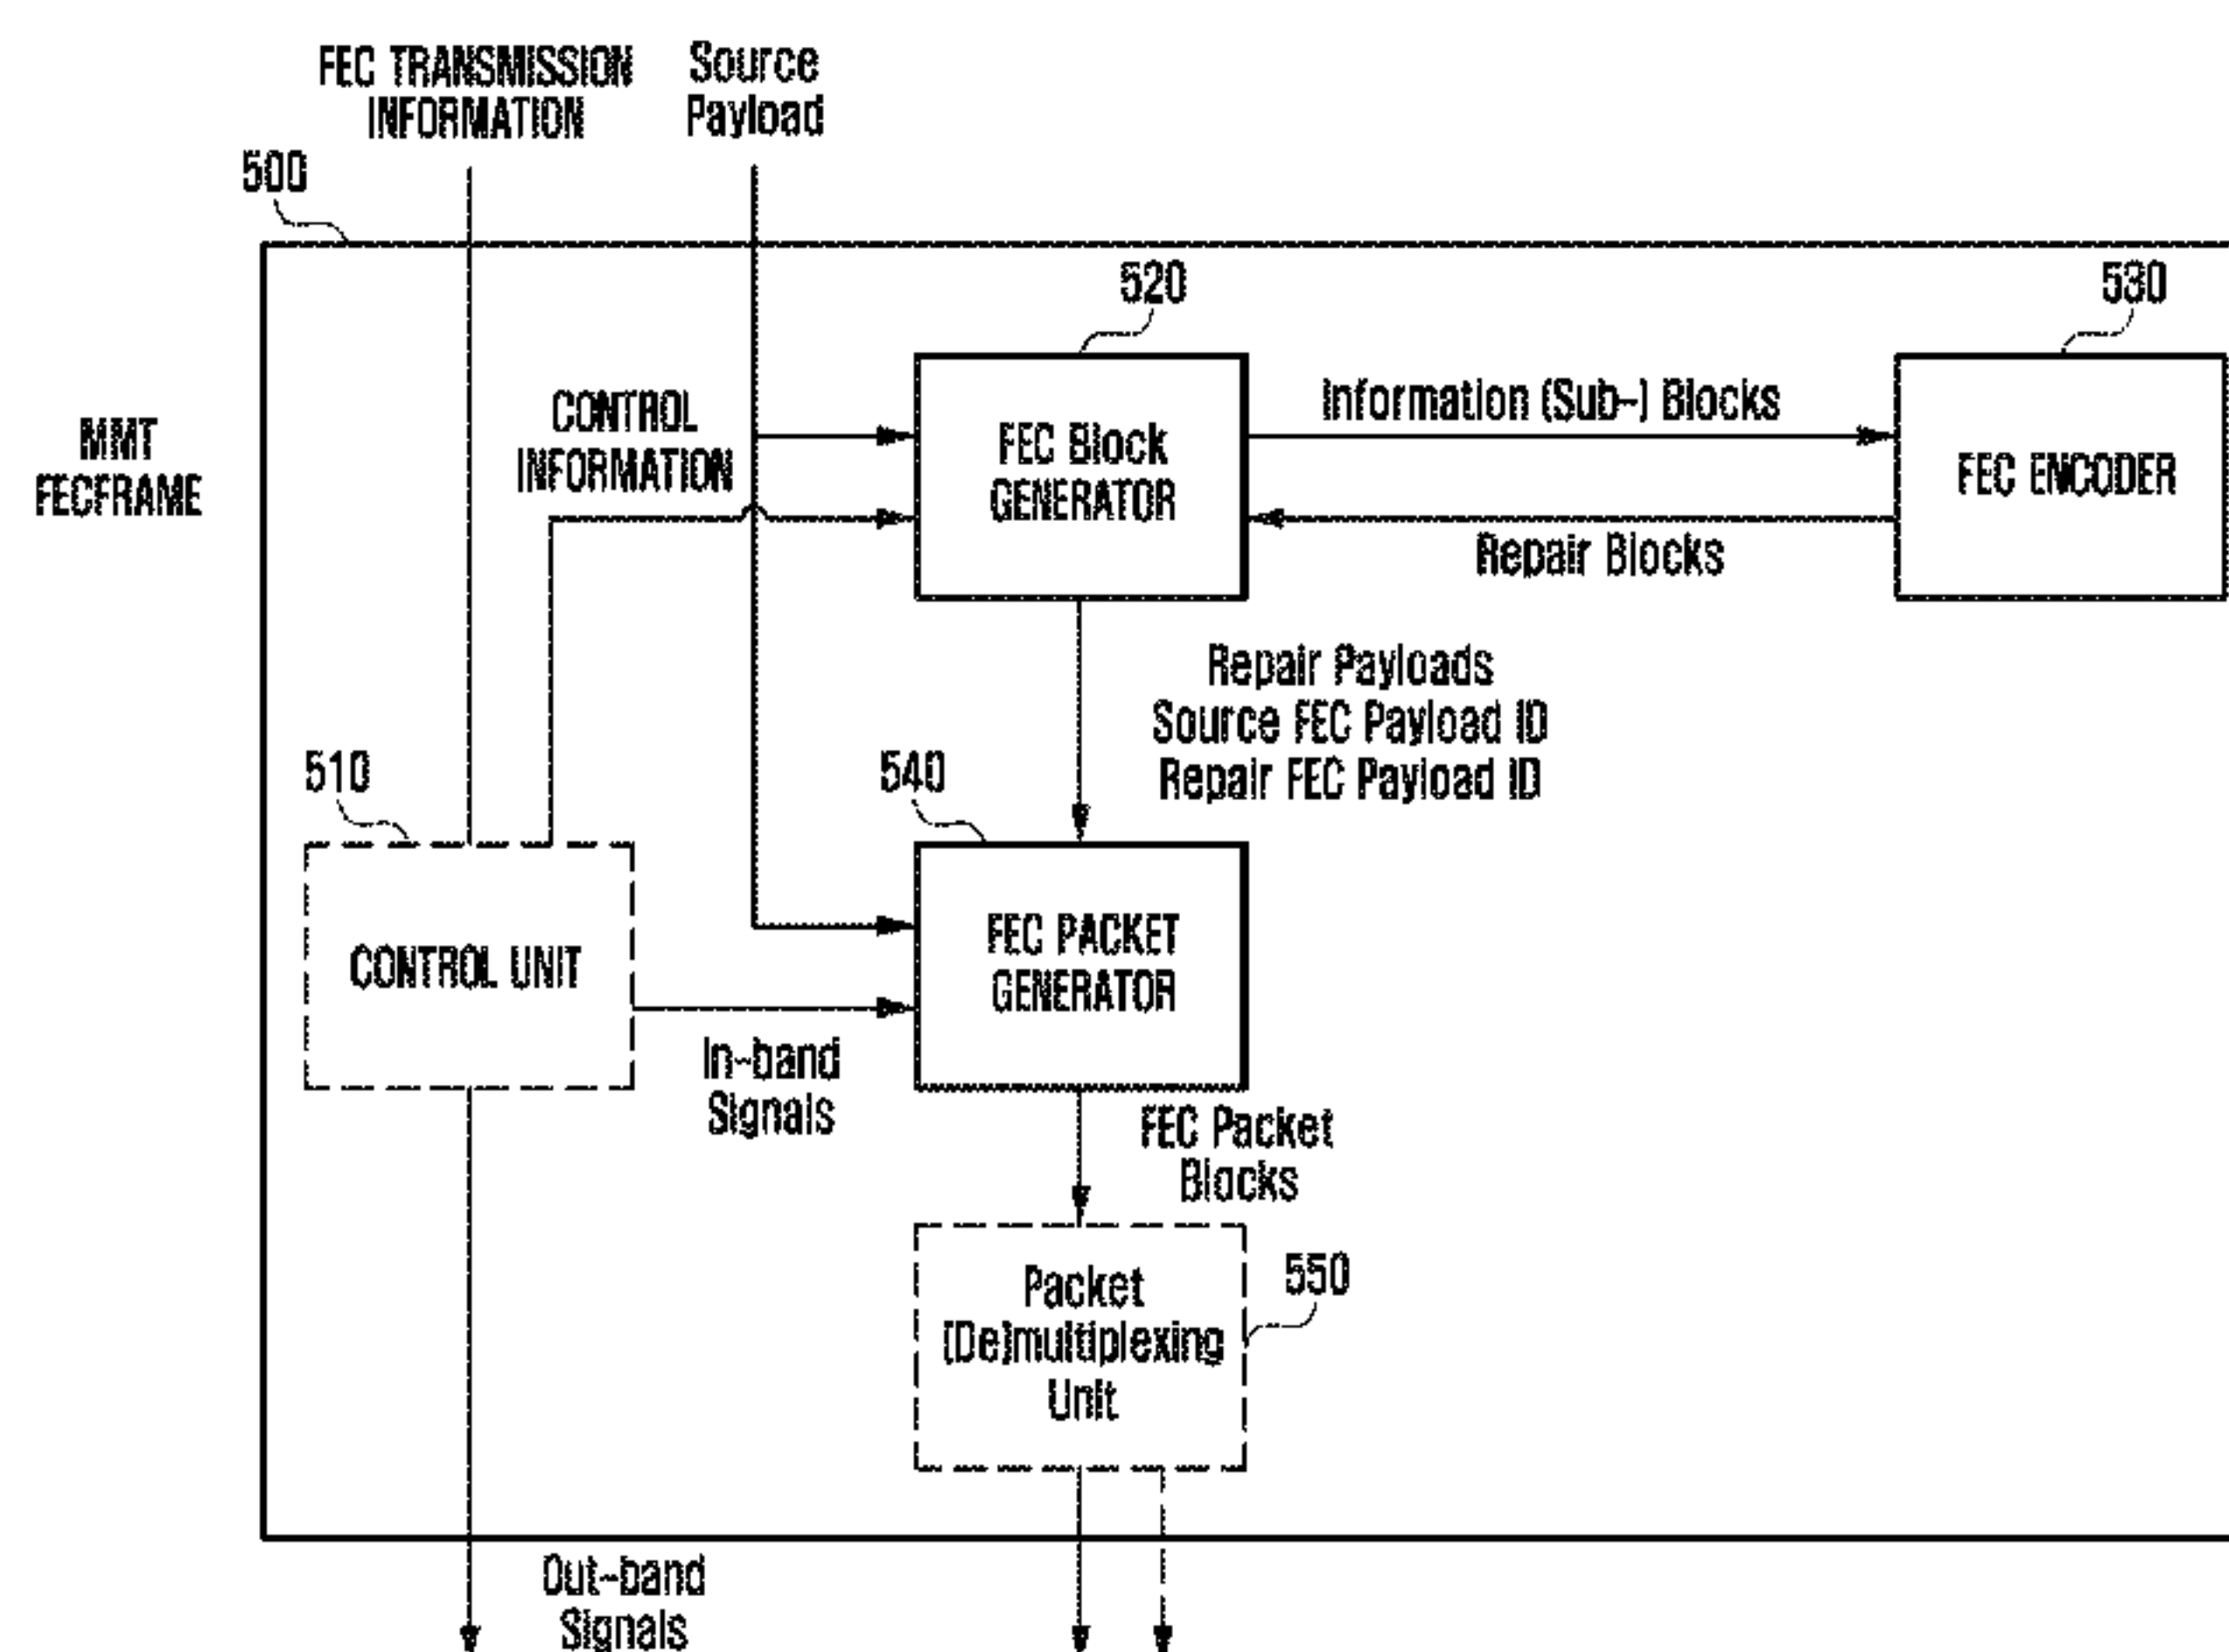 FEC TRANSMISSION
INFORMATION
Source
Payload
500
520
530
MMT
FECFRAME
CONTROL
INFORMATION
FEC Block
GENERATOR
Information (Sub-) Blocks
FEC ENCODER
Repair Blocks
Repair Payloads
Source FEC Payload ID
Repair FEC Payload ID
510
540
CONTROL UNIT
FEC PACKET
GENERATOR
In-band
Signals
FEC Packet
Blocks
Packet
(De)multiplexing
Unit
550
Out-band
Signals